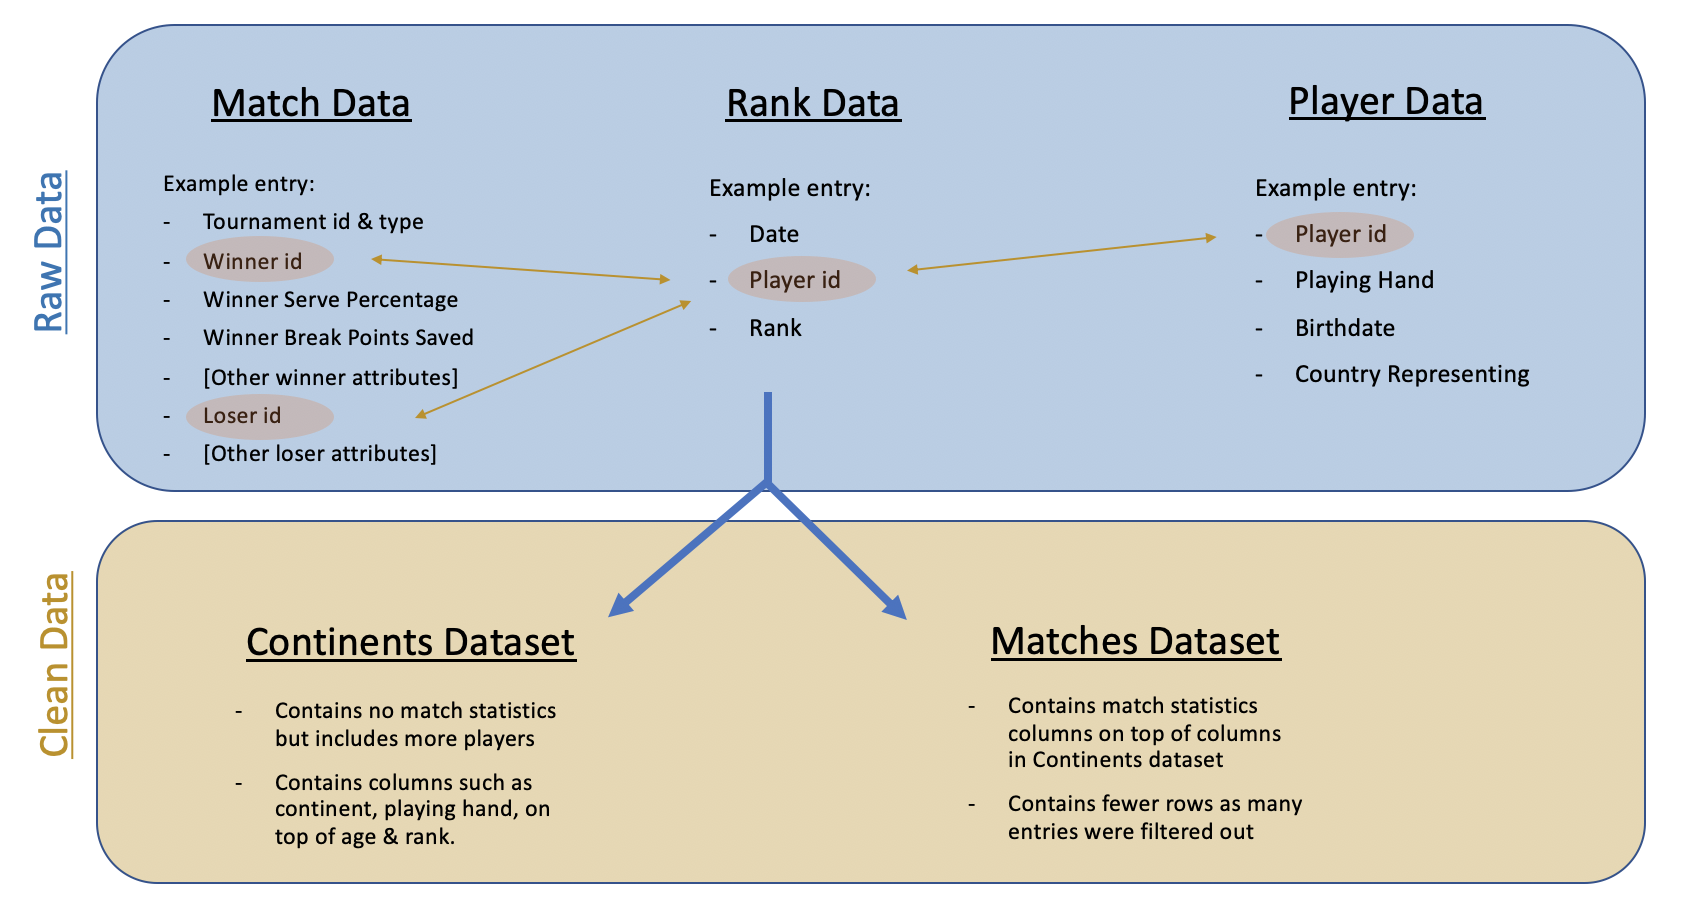 Raw Data
Match Data
Example entry:
- Tournament id & type
- Winner id
- Winner Serve Percentage
- Winner Break Points Saved
- [Other winner attributes]
- Loser id
- [Other loser attributes]
Rank Data
Example entry:
- Date
- Player id
- Rank
Player Data
Example entry:
- Player id
- Playing Hand
- Birthdate
- Country Representing
Clean Data
Continents Dataset
- Contains no match statistics
but includes more players
- Contains columns such as
continent, playing hand, on
top of age & rank.
Matches Dataset
- Contains match statistics
columns on top of columns
in Continents dataset
- Contains fewer rows as many
entries were filtered out